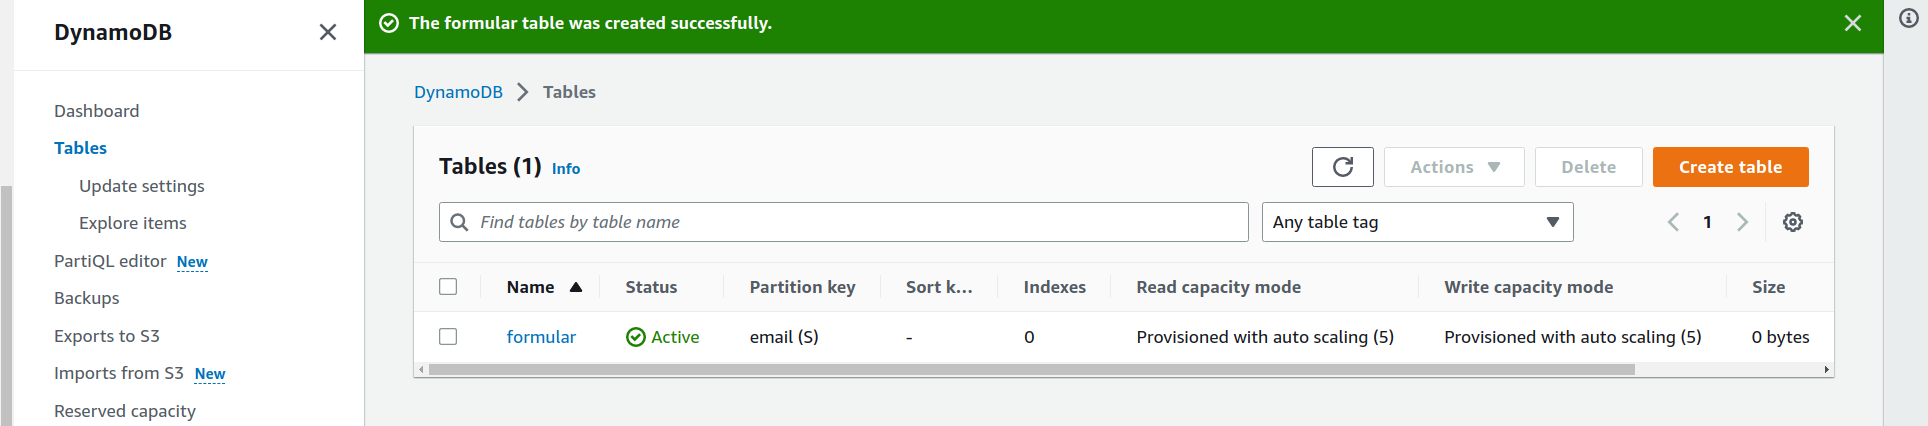 DynamoDB
Dashboard
Tables
Update settings
Explore items
PartiQL editor New
Backups
Exports to S3
Imports from S3 New
Reserved capacity
The formular table was created successfully.
DynamoDB > Tables
Tables (1) Info
Actions
Delete
Create table
Find tables by table name
Any table tag
1
Name Status Partition key Sort k... Indexes Read capacity mode Write capacity mode Size
formular Active email (S) - 0 Provisioned with auto scaling (5) Provisioned with auto scaling (5) 0 bytes